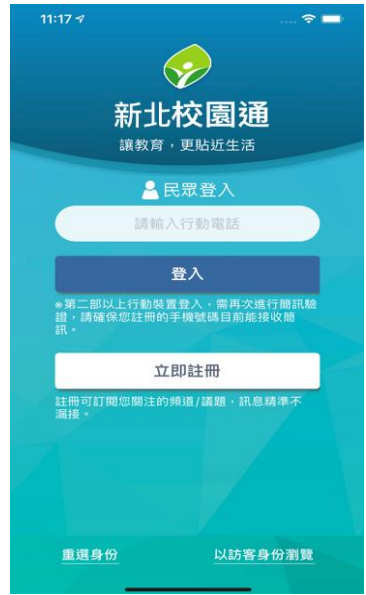 11:17
新北校園通
讓教育，更貼近生活
民眾登入
請輸入行動電話
登入
※第二部以上行動裝置登入，需再次進行簡訊驗
證，請確保您註冊的手機號碼目前能接收簡
訊。
立即註冊
註冊可訂閱您關注的頻道/議題，訊息精準不
漏接。
重選身份
以訪客身份瀏覽